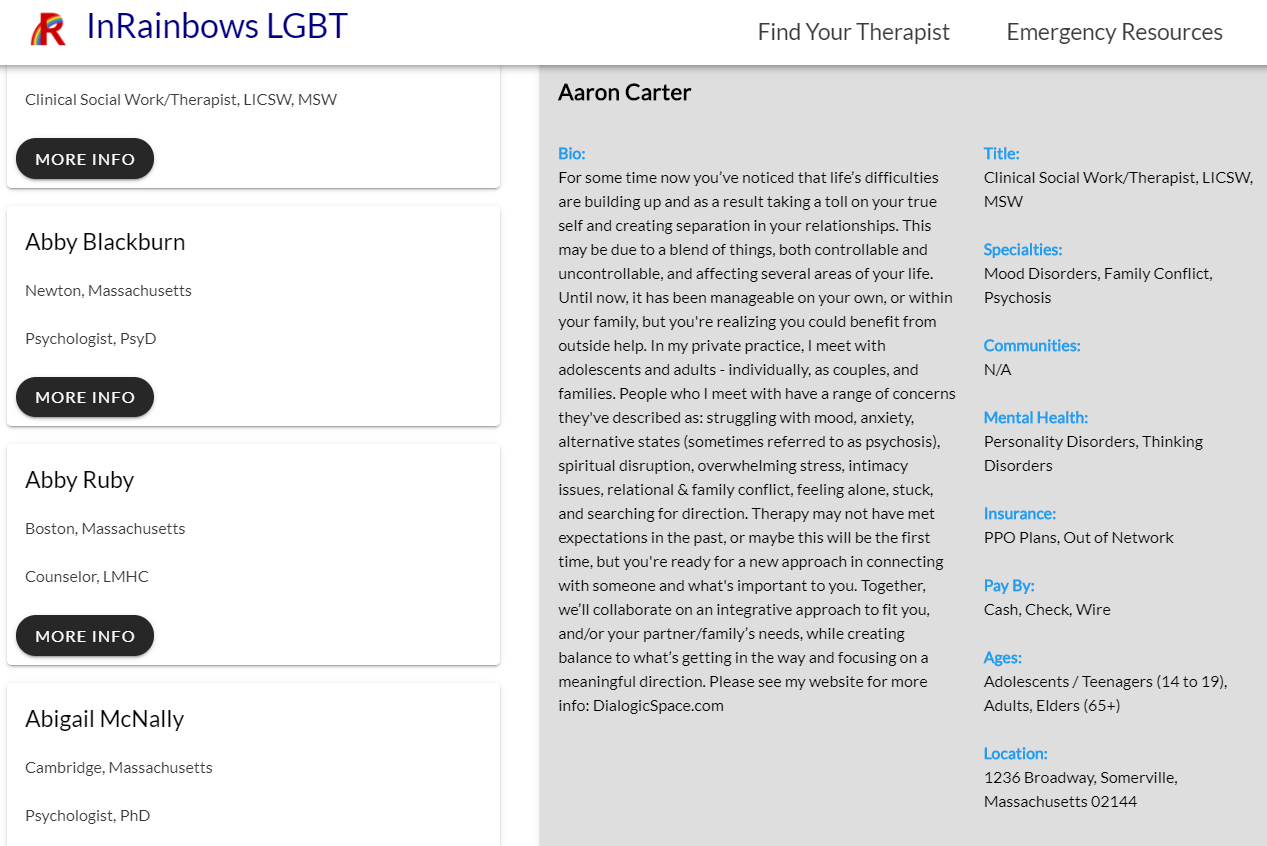 InRainbows LGBT
Find Your Therapist
Emergency Resources
Clinical Social Work/Therapist, LICSW, MSW
MORE INFO
Abby Blackburn
Newton, Massachusetts
Psychologist, PsyD
MORE INFO
Abby Ruby
Boston, Massachusetts
Counselor, LMHC
MORE INFO
Abigail McNally
Cambridge, Massachusetts
Psychologist, PhD
Aaron Carter
Bio:
For some time now you’ve noticed that life’s difficulties
are building up and as a result taking a toll on your true
self and creating separation in your relationships. This
may be due to a blend of things, both controllable and
uncontrollable, and affecting several areas of your life.
Until now, it has been manageable on your own, or within
your family, but you're realizing you could benefit from
outside help. In my private practice, I meet with
adolescents and adults - individually, as couples, and
families. People who I meet with have a range of concerns
they've described as: struggling with mood, anxiety,
alternative states (sometimes referred to as psychosis),
spiritual disruption, overwhelming stress, intimacy
issues, relational & family conflict, feeling alone, stuck,
and searching for direction. Therapy may not have met
expectations in the past, or maybe this will be the first
time, but you're ready for a new approach in connecting
with someone and what's important to you. Together,
we’ll collaborate on an integrative approach to fit you,
and/or your partner/family’s needs, while creating
balance to what’s getting in the way and focusing on a
meaningful direction. Please see my website for more
info: DialogicSpace.com
Title:
Clinical Social Work/Therapist, LICSW,
MSW
Specialties:
Mood Disorders, Family Conflict,
Psychosis
Communities:
N/A
Mental Health:
Personality Disorders, Thinking
Disorders
Insurance:
PPO Plans, Out of Network
Pay By:
Cash, Check, Wire
Ages:
Adolescents / Teenagers (14 to 19),
Adults, Elders (65+)
Location:
1236 Broadway, Somerville,
Massachusetts 02144